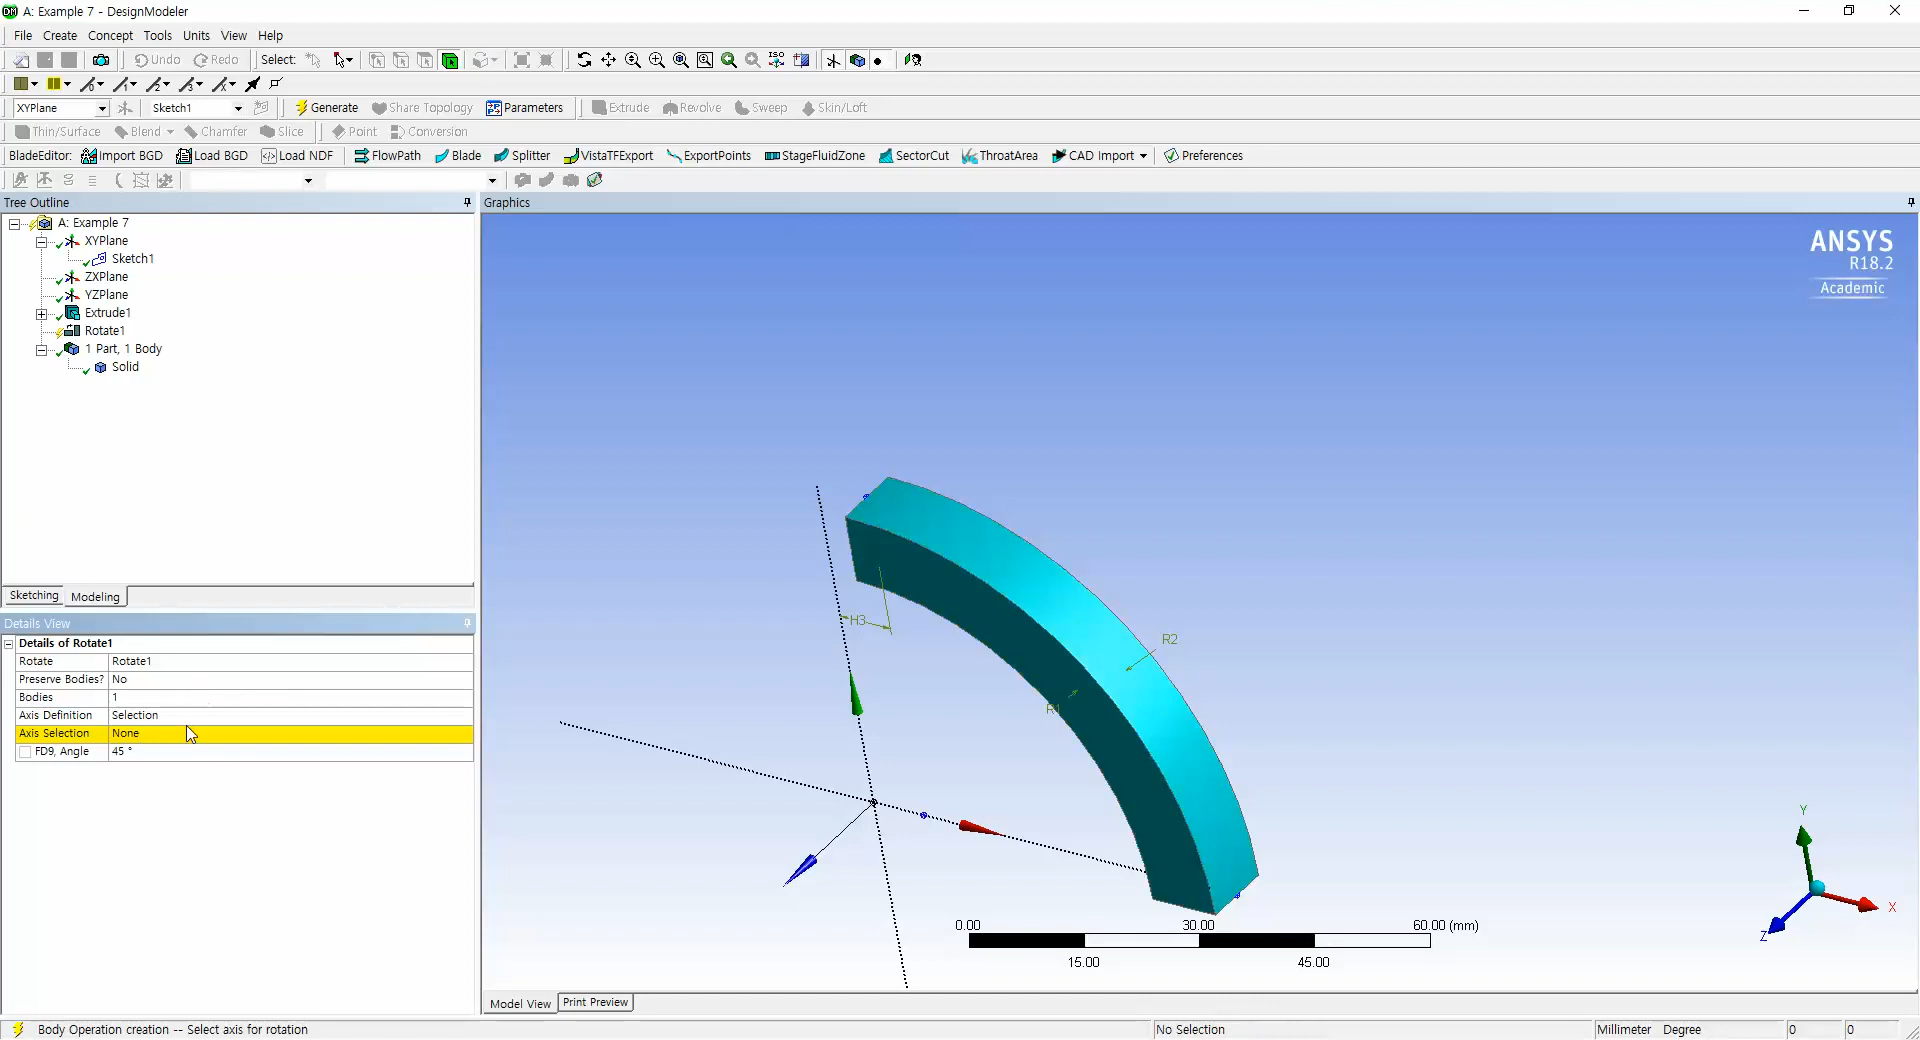 A: Example 7 - DesignModeler
File Create Concept Tools Units View Help
Undo Redo Select: ISO
XYPlane Sketch1 Generate Share Topology Parameters Extrude Revolve Sweep Skin/Loft
Thin/Surface Blend Chamfer Slice Point Conversion
BladeEditor: Import BGD Load BGD Load NDF FlowPath Blade Splitter VistaTFExport ExportPoints StageFluidZone SectorCut ThroatArea CAD Import Preferences
Tree Outline
A: Example 7
XYPlane
Sketch1
ZXPlane
YZPlane
Extrude1
Rotate1
1 Part, 1 Body
Solid
Sketching Modeling
Details View
Details of Rotate1
Rotate Rotate1
Preserve Bodies? No
Bodies 1
Axis Definition Selection
Axis Selection None
FD9, Angle 45 °
Graphics
ANSYS
R18.2
Academic
H3
R2
R1
0.00 30.00 60.00 (mm)
15.00 45.00
Y
X
Z
Model View Print Preview
Body Operation creation -- Select axis for rotation No Selection Millimeter Degree 0 0